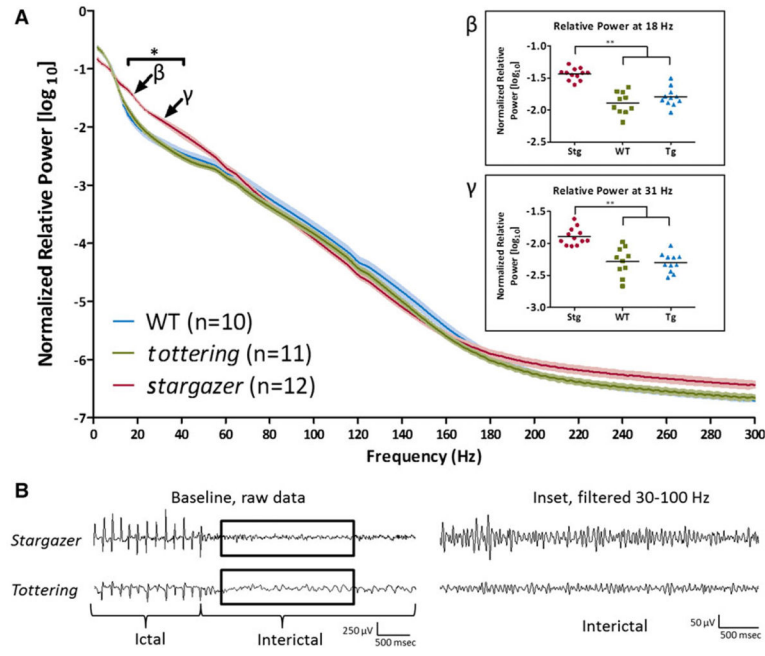 A
Normalized Relative Power [log 10]
0
-1
-2
-3
-4
-5
-6
-7
*
β
γ
WT (n=10)
tottering (n=11)
stargazer (n=12)
0 20 40 60 80 100 120 140 160 180 200 220 240 260 280 300
Frequency (Hz)
β
Relative Power at 18 Hz
Normalized Relative
Power [log10]
-1.0
-1.5
-2.0
-2.5
**
Stg WT Tg
γ
Relative Power at 31 Hz
Normalized Relative
Power [log10]
-1.5
-2.0
-2.5
-3.0
**
Stg WT Tg
B
Baseline, raw data
Inset, filtered 30-100 Hz
Stargazer
Tottering
Ictal
Interictal
250 µV
500 msec
Interictal
50 µV
500 msec